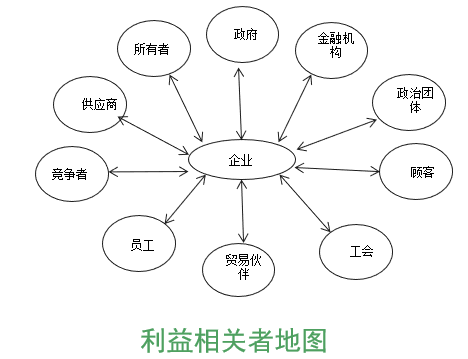 政府
所有者
金融机
构
供应商
政治团
体
企业
竞争者
顾客
员工
贸易伙
伴
工会
利益相关者地图